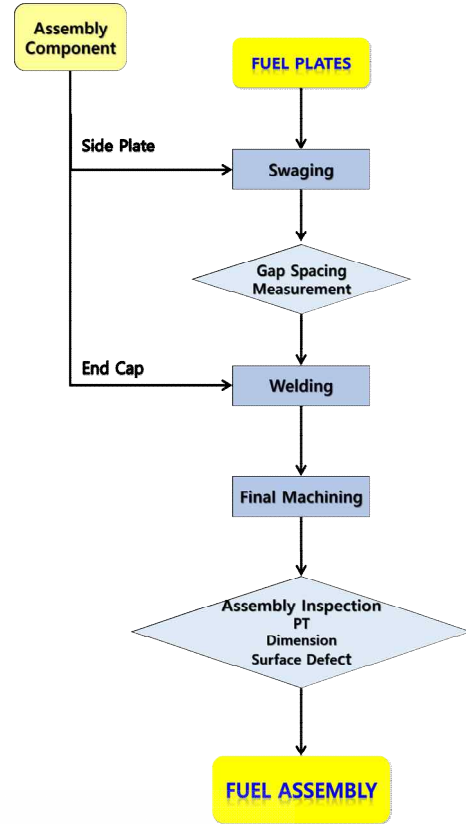 Assembly
Component
FUEL PLATES
Side Plate
Swaging
Gap Spacing
Measurement
End Cap
Welding
Final Machining
Assembly Inspection
PT
Dimension
Surface Defect
FUEL ASSEMBLY